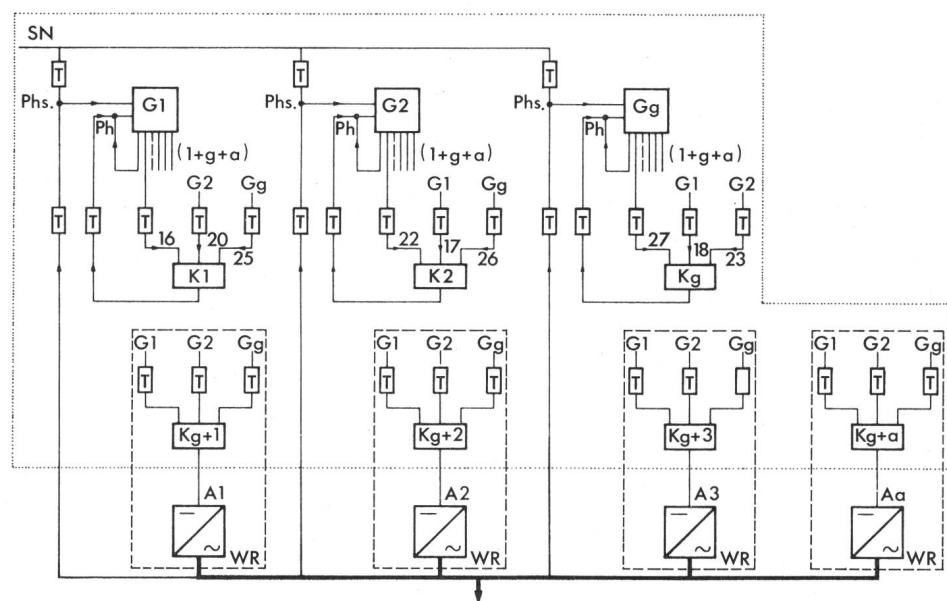 SN
T T T
Phs. G1 Phs. G2 Phs. Gg
Ph Ph Ph
(1+g+a) (1+g+a) (1+g+a)
G2 Gg G1 Gg G1 G2
T T T T T T T T T T T T T T T
16 20 25 22 17 26 27 18 23
K1 K2 Kg
G1 G2 Gg G1 G2 Gg G1 G2 Gg G1 G2 Gg
T T T T T T T T T T T
Kg+1 Kg+2 Kg+3 Kg+a
A1 A2 A3 Aa
WR WR WR WR